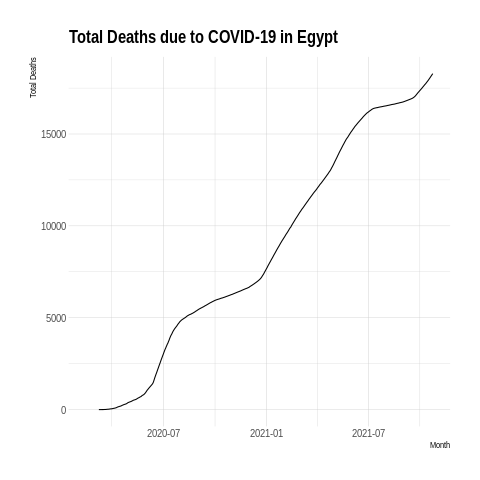 Total Deaths due to COVID-19 in Egypt
Total Deaths
15000
10000
5000
0
2020-07 2021-01 2021-07
Month